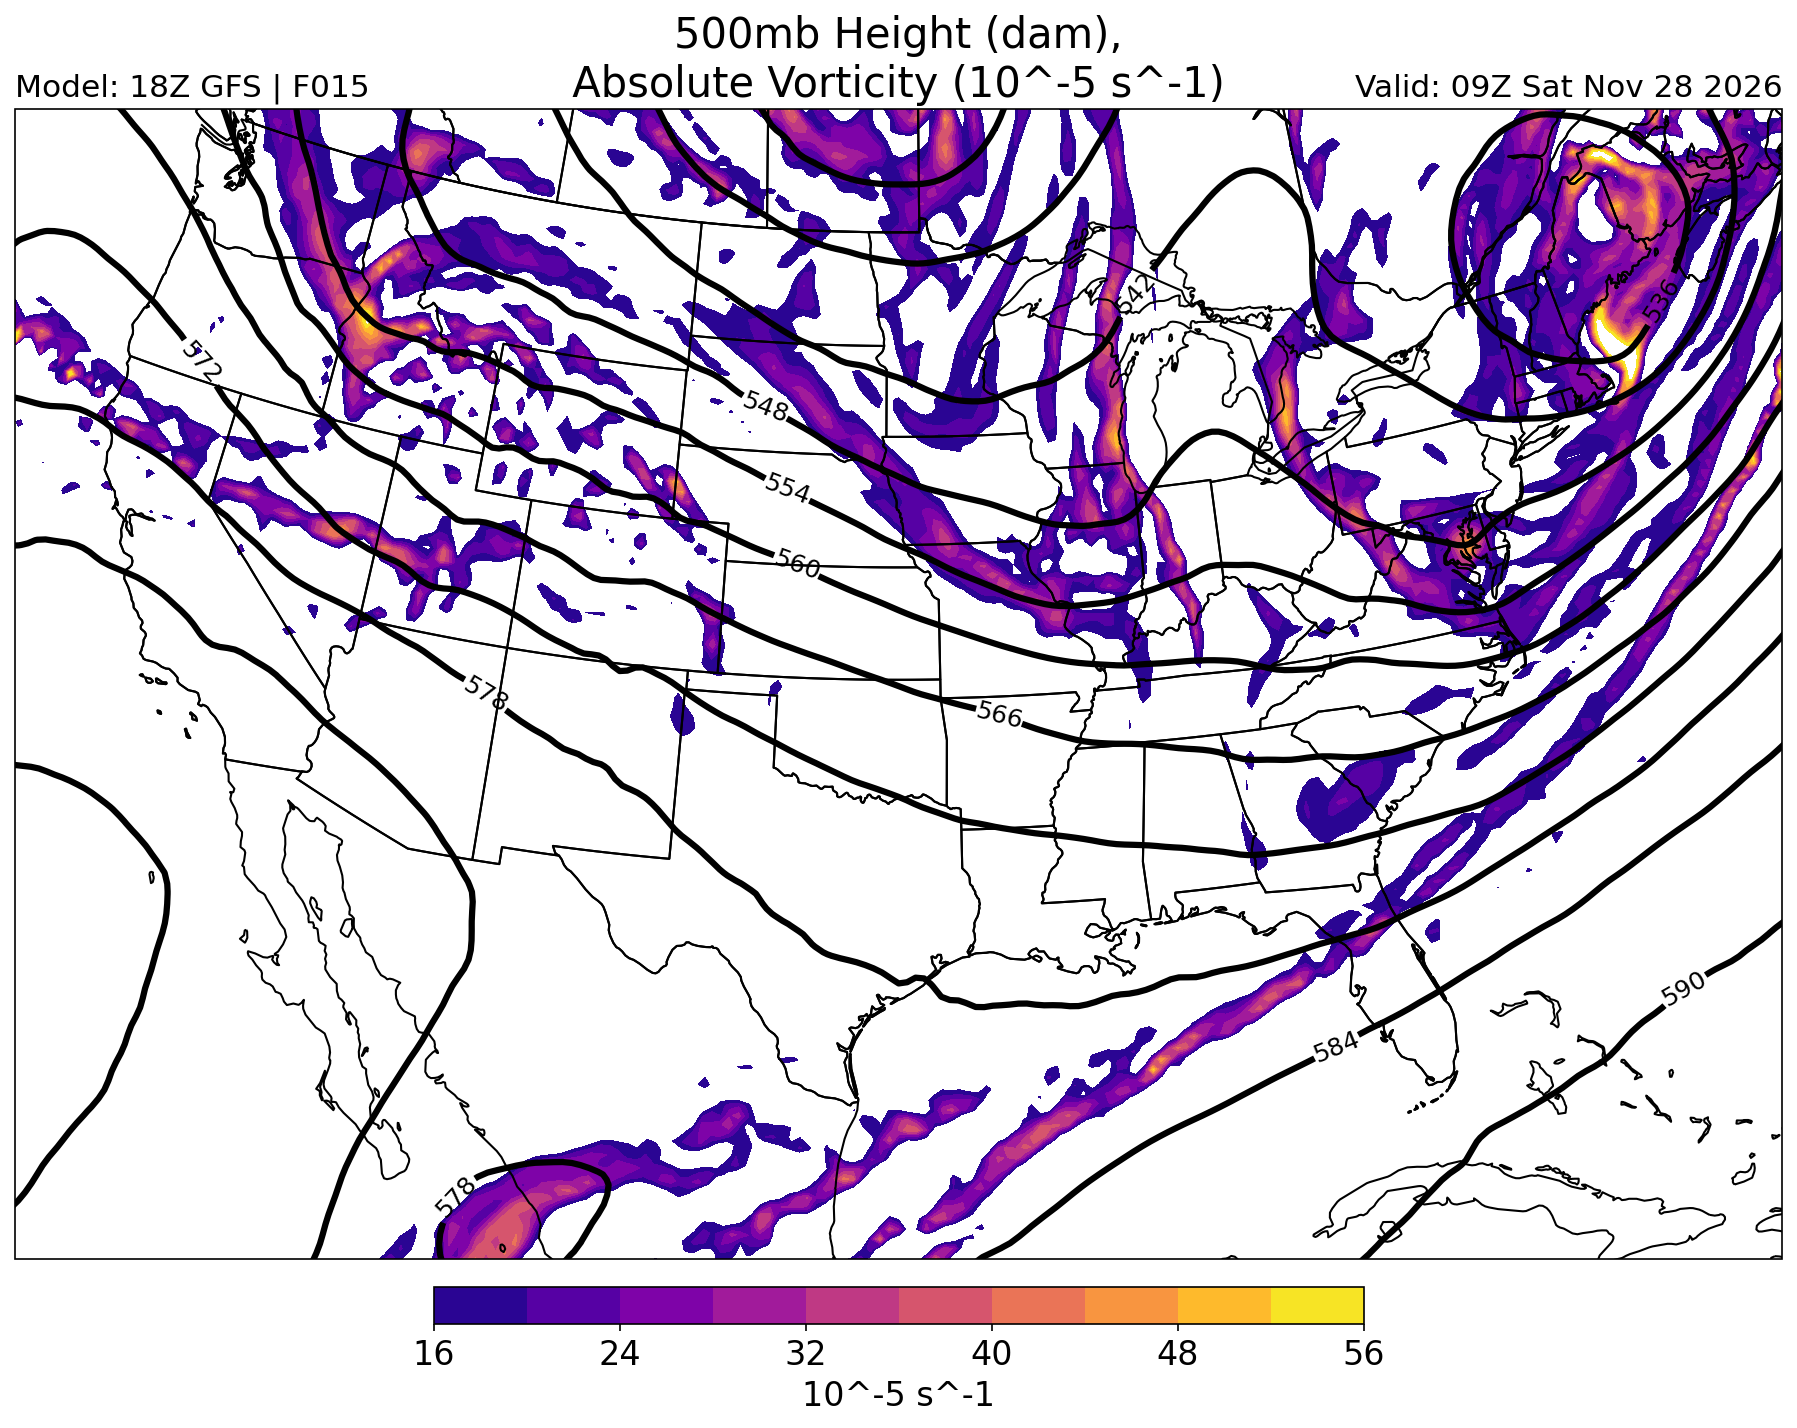 500mb Height (dam),
Model: 18Z GFS | F015
Absolute Vorticity (10^-5 s^-1)
Valid: 09Z Sat Nov 28 2026
542
536
572
548
554
560
578
566
590
584
578
16 24 32 40 48 56
10^-5 s^-1